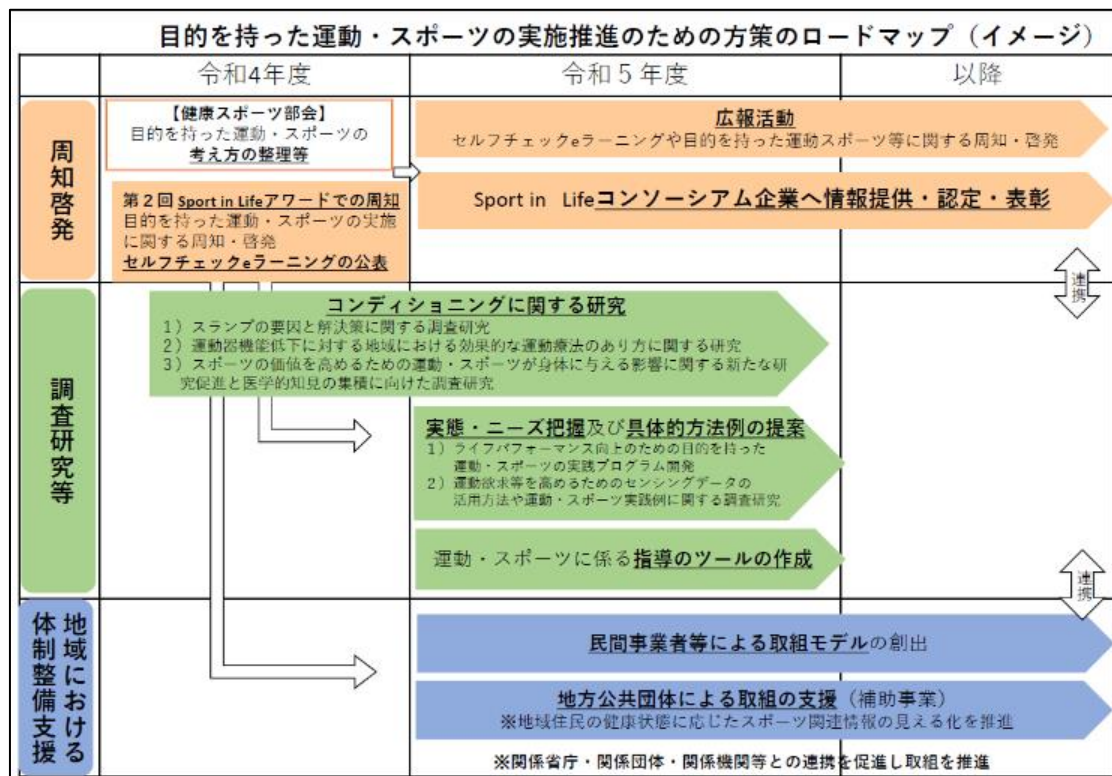 目的を持った運動・スポーツの実施推進のための方策のロードマップ（イメージ）
令和4年度
令和５年度
以降
周知啓発
【健康スポーツ部会】
目的を持った運動・スポーツの
考え方の整理等
広報活動
セルフチェックeラーニングや目的を持った運動スポーツ等に関する周知・啓発
第２回 Sport in Lifeアワードでの周知
目的を持った運動・スポーツの実施
に関する周知・啓発
セルフチェックeラーニングの公表
Sport in Lifeコンソーシアム企業へ情報提供・認定・表彰
連携
調査研究等
コンディショニングに関する研究
１）スランプの要因と解決策に関する調査研究
２）運動器機能低下に対する地域における効果的な運動療法のあり方に関する研究
３）スポーツの価値を高めるための運動・スポーツが身体に与える影響に関する新たな研
究促進と医学的知見の集積に向けた調査研究
実態・ニーズ把握及び具体的方法例の提案
１）ライフパフォーマンス向上のための目的を持った
運動・スポーツの実践プログラム開発
２）運動欲求等を高めるためのセンシングデータの
活用方法や運動・スポーツ実践例に関する調査研究
運動・スポーツに係る指導のツールの作成
連携
地域における
体制整備支援
民間事業者等による取組モデルの創出
地方公共団体による取組の支援（補助事業）
※地域住民の健康状態に応じたスポーツ関連情報の見える化を推進
※関係省庁・関係団体・関係機関等との連携を促進し取組を推進